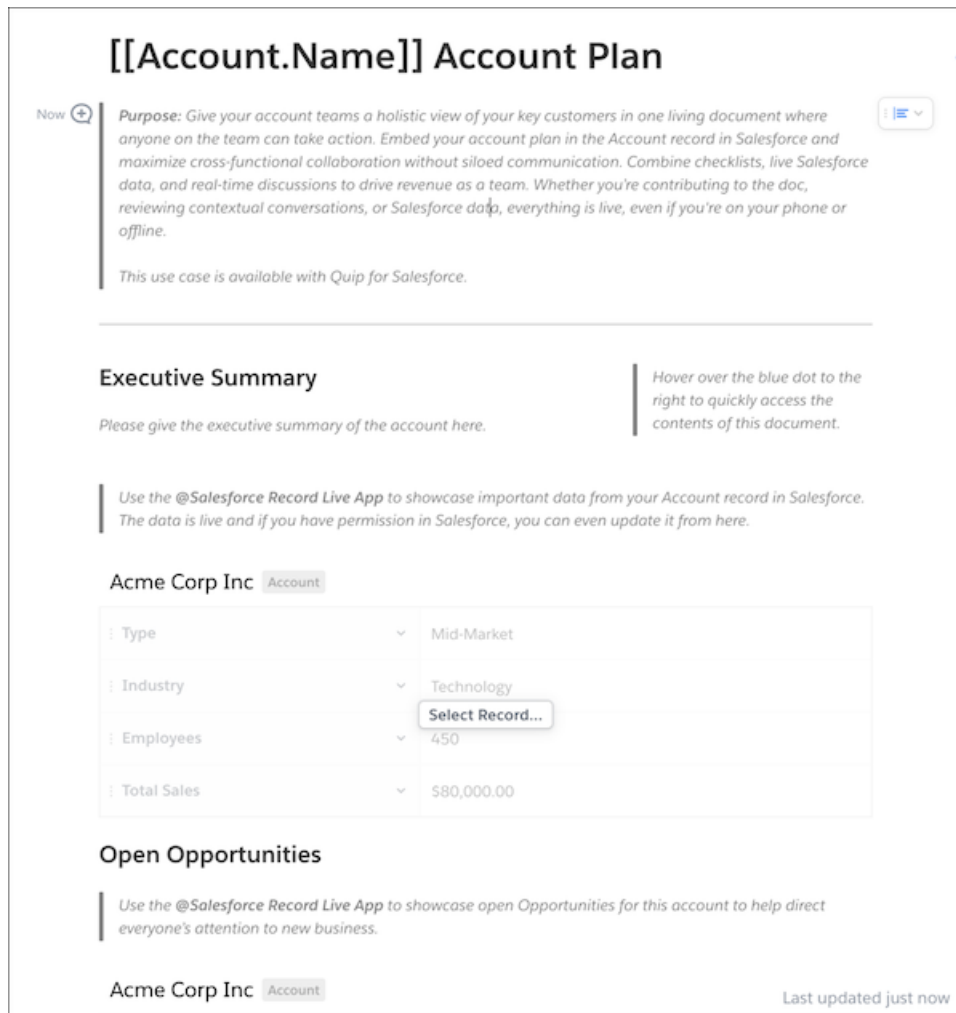 [[Account.Name]] Account Plan
Now
Purpose: Give your account teams a holistic view of your key customers in one living document where
anyone on the team can take action. Embed your account plan in the Account record in Salesforce and
maximize cross-functional collaboration without siloed communication. Combine checklists, live Salesforce
data, and real-time discussions to drive revenue as a team. Whether you're contributing to the doc,
reviewing contextual conversations, or Salesforce data, everything is live, even if you're on your phone or
offline.
This use case is available with Quip for Salesforce.
Executive Summary
Please give the executive summary of the account here.
Hover over the blue dot to the
right to quickly access the
contents of this document.
Use the @Salesforce Record Live App to showcase important data from your Account record in Salesforce.
The data is live and if you have permission in Salesforce, you can even update it from here.
Acme Corp Inc Account
Type Mid-Market
Industry Technology
Select Record...
Employees 450
Total Sales $80,000.00
Open Opportunities
Use the @Salesforce Record Live App to showcase open Opportunities for this account to help direct
everyone's attention to new business.
Acme Corp Inc Account
Last updated just now